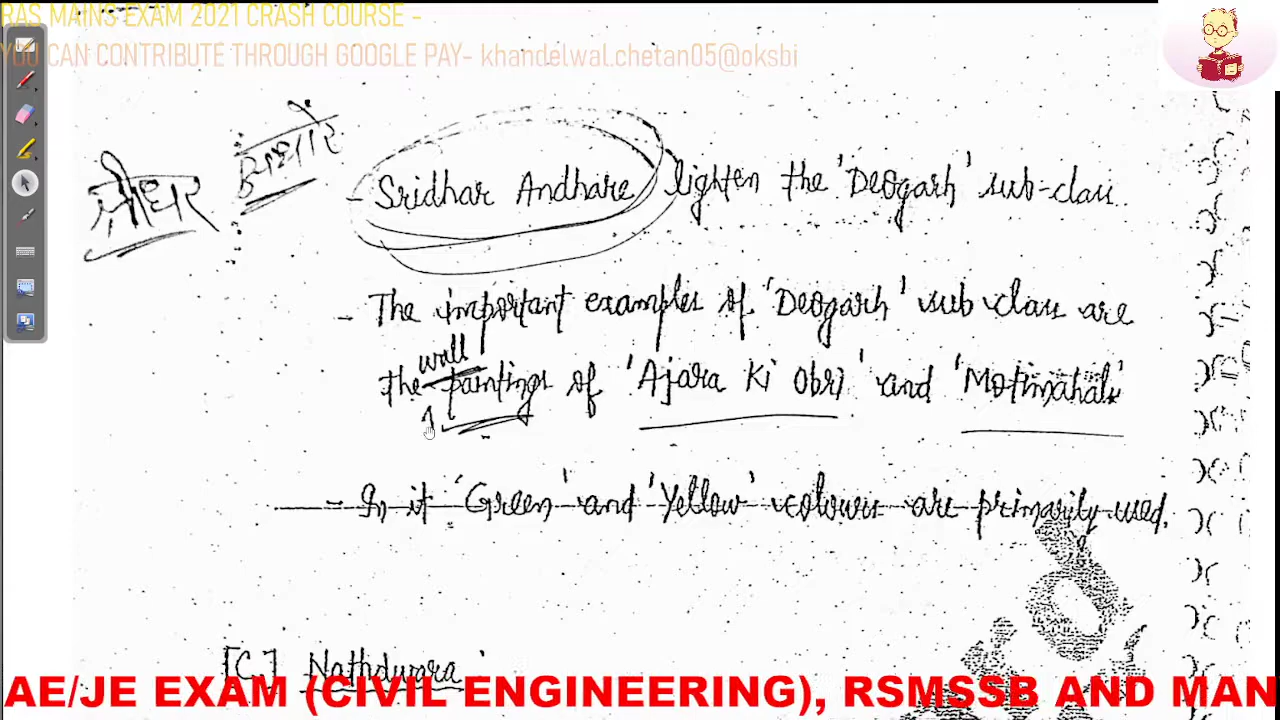 RAS MAINS EXAM 2021 CRASH COURSE -
YOU CAN CONTRIBUTE THROUGH GOOGLE PAY- khandelwal.chetan05@oksbi
श्रीधर अंधारे
- Sridhar Andhare lighten the 'Deogarh' sub-class.
- The important examples of 'Deogarh' sub class are
the wall paintings of 'Ajara Ki Obri' and 'Motimahal'
- In it 'Green' and 'Yellow' colours are primarily used.
[C.] Nathdwara
AE/JE EXAM (CIVIL ENGINEERING), RSMSSB AND MAN